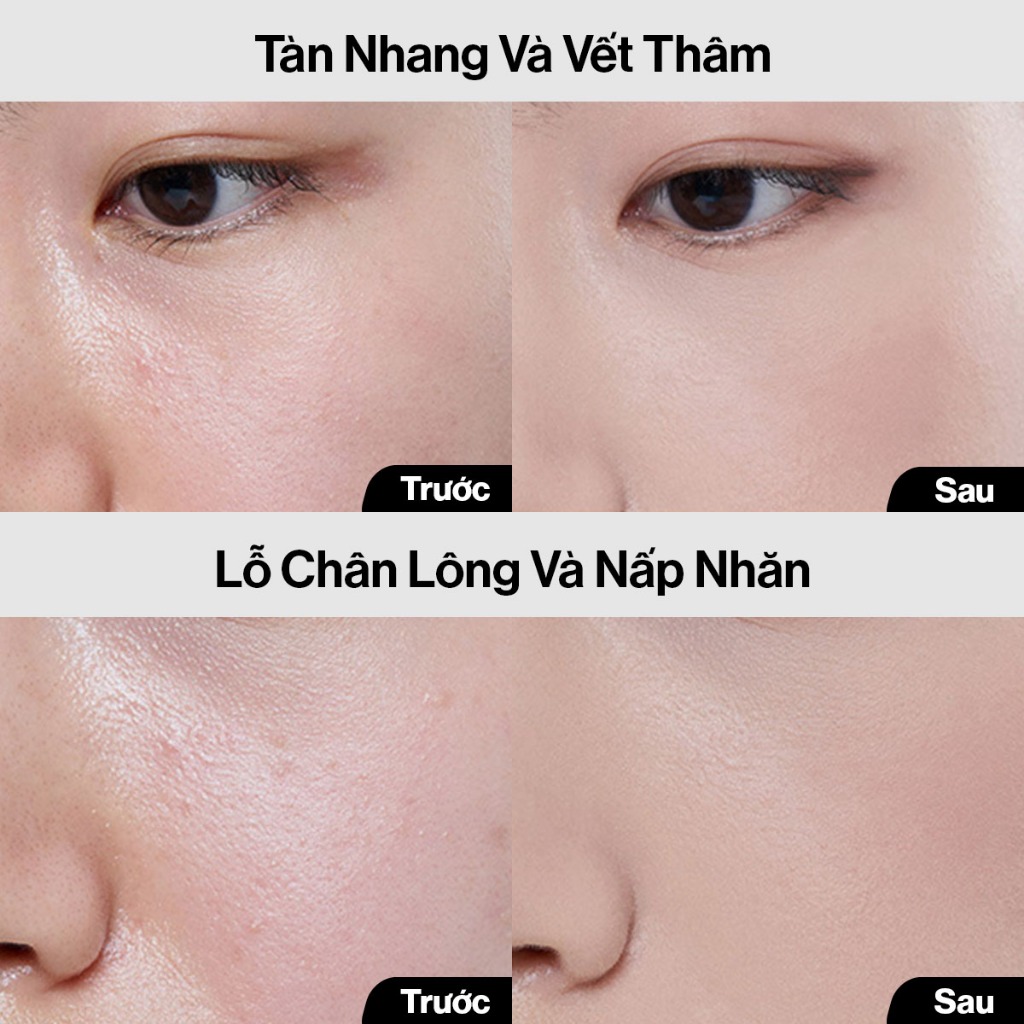 Tàn Nhang Và Vết Thâm
Trước
Sau
Lỗ Chân Lông Và Nấp Nhăn
Trước
Sau